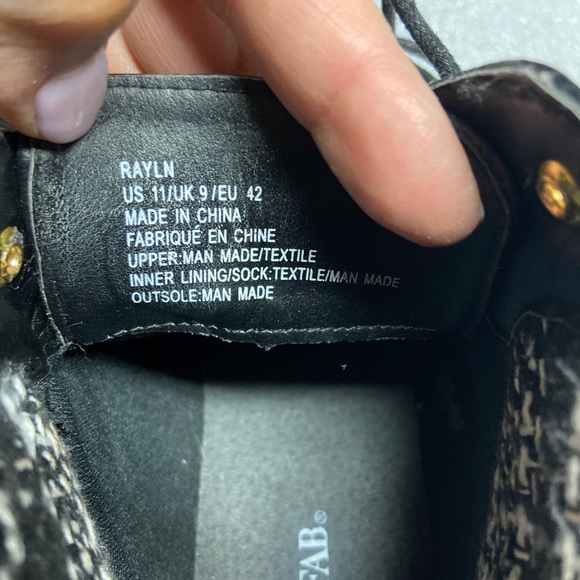 RAYLN
US 11/UK 9/EU 42
MADE IN CHINA
FABRIQUÉ EN CHINE
UPPER:MAN MADE/TEXTILE
INNER LINING/SOCK:TEXTILE/MAN MADE
OUTSOLE:MAN MADE
FAB®